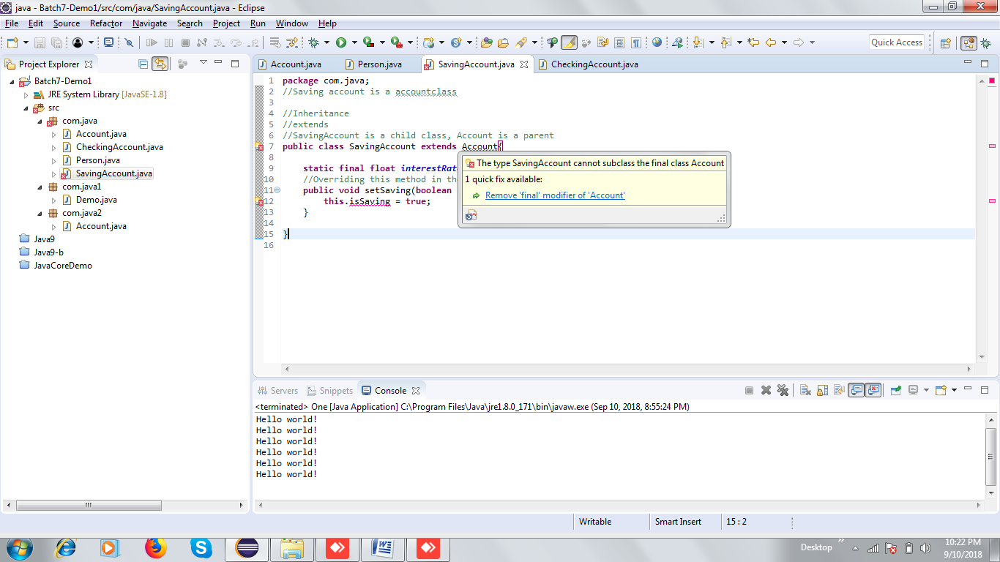 java - Batch7-Demo1/src/com/java/SavingAccount.java - Eclipse
File Edit Source Refactor Navigate Search Project Run Window Help
Quick Access
Project Explorer
Batch7-Demo1
JRE System Library [JavaSE-1.8]
src
com.java
Account.java
CheckingAccount.java
Person.java
SavingAccount.java
com.java1
Demo.java
com.java2
Account.java
Java9
Java9-b
JavaCoreDemo
Account.java Person.java SavingAccount.java CheckingAccount.java
1 package com.java;
2 //Saving account is a accountclass
3
4 //Inheritance
5 //extends
6 //SavingAccount is a child class, Account is a parent
7 public class SavingAccount extends Account{
8
9 static final float interestRat
10 //Overriding this method in th
11 public void setSaving(boolean
12 this.isSaving = true;
13 }
14
15 }
16
The type SavingAccount cannot subclass the final class Account
1 quick fix available:
Remove 'final' modifier of 'Account'
Servers Snippets Console
<terminated> One [Java Application] C:\Program Files\Java\jre1.8.0_171\bin\javaw.exe (Sep 10, 2018, 8:55:24 PM)
Hello world!
Hello world!
Hello world!
Hello world!
Hello world!
Hello world!
Writable Smart Insert 15 : 2
Desktop
10:22 PM
9/10/2018